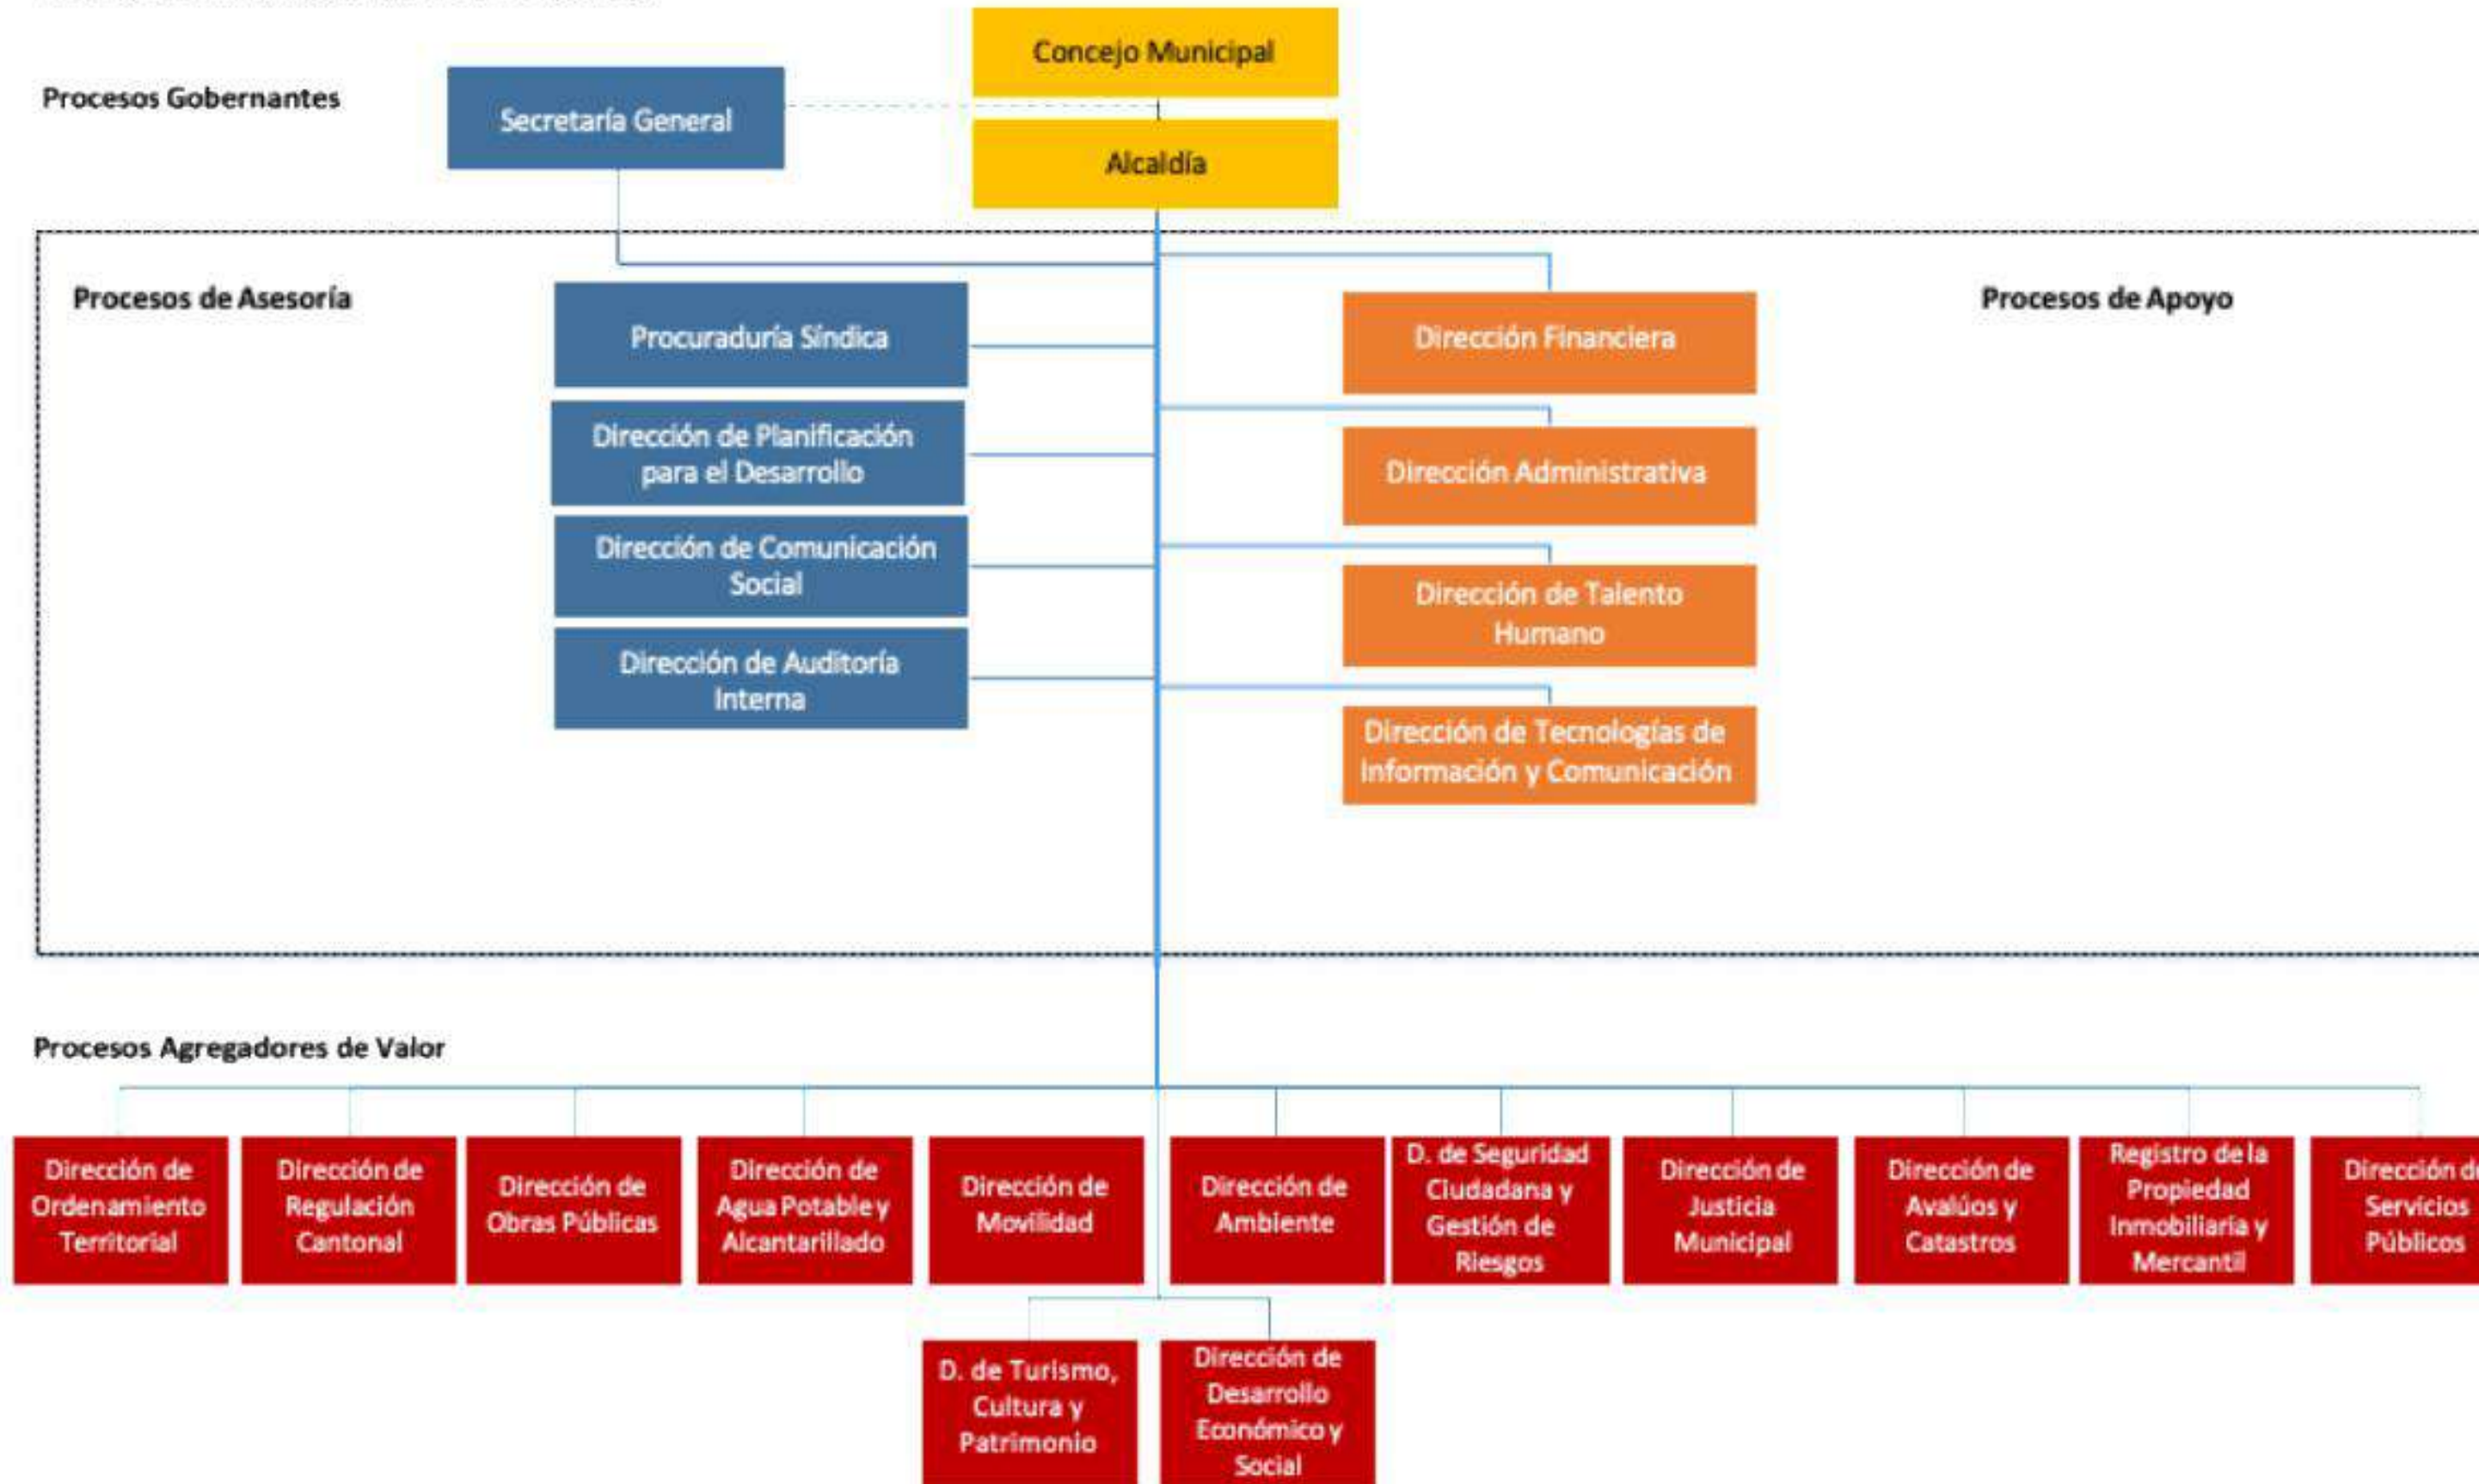 Concejo Municipal
Procesos Gobernantes
Secretaría General
Alcaldía
Procesos de Asesoría
Procesos de Apoyo
Procuraduría Síndica
Dirección Financiera
Dirección de Planificación
para el Desarrollo
Dirección Administrativa
Dirección de Comunicación
Social
Dirección de Talento
Humano
Dirección de Auditoría
Interna
Dirección de Tecnologías de
Información y Comunicación
Procesos Agregadores de Valor
Dirección de
Ordenamiento
Territorial
Dirección de
Regulación
Cantonal
Dirección de
Obras Públicas
Dirección de
Agua Potable y
Alcantarillado
Dirección de
Movilidad
Dirección de
Ambiente
D. de Seguridad
Ciudadana y
Gestión de
Riesgos
Dirección de
Justicia
Municipal
Dirección de
Avalúos y
Catastros
Registro de la
Propiedad
Inmobiliaria y
Mercantil
Dirección
Servicios
Públicos
D. de Turismo,
Cultura y
Patrimonio
Dirección de
Desarrollo
Económico y
Social